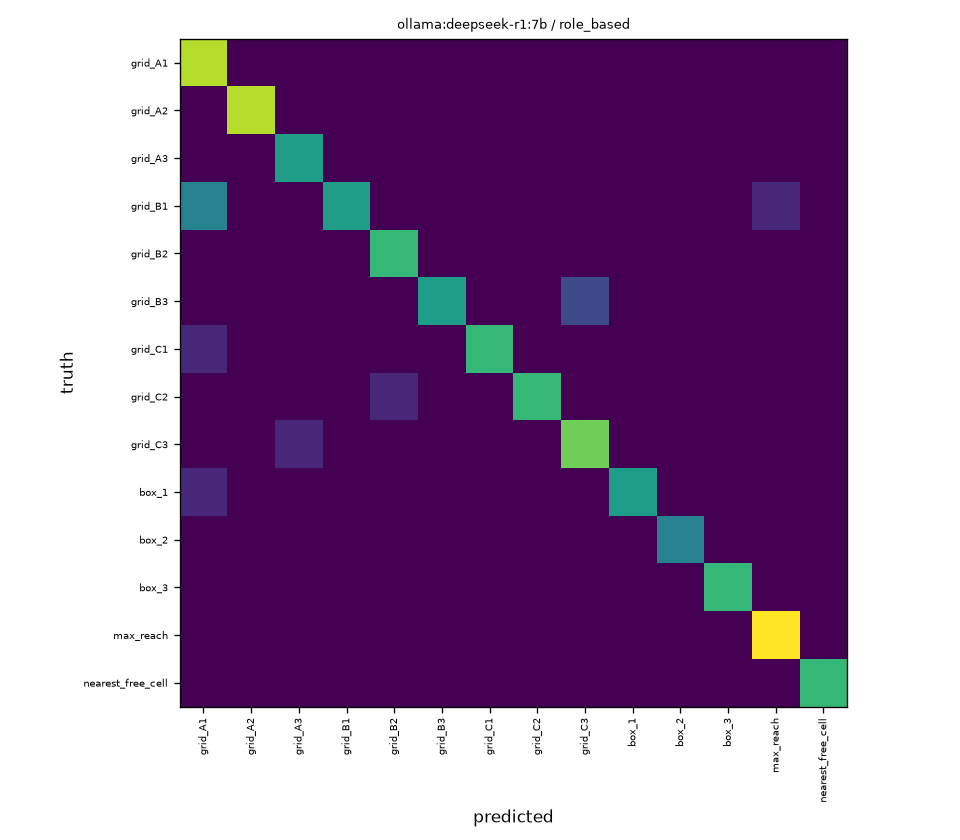 ollama:deepseek-r1:7b / role_based
grid_A1
grid_A2
grid_A3
grid_B1
grid_B2
grid_B3
grid_C1
grid_C2
grid_C3
box_1
box_2
box_3
max_reach
nearest_free_cell
truth
grid_A1
grid_A2
grid_A3
grid_B1
grid_B2
grid_B3
grid_C1
grid_C2
grid_C3
box_1
box_2
box_3
max_reach
nearest_free_cell
predicted